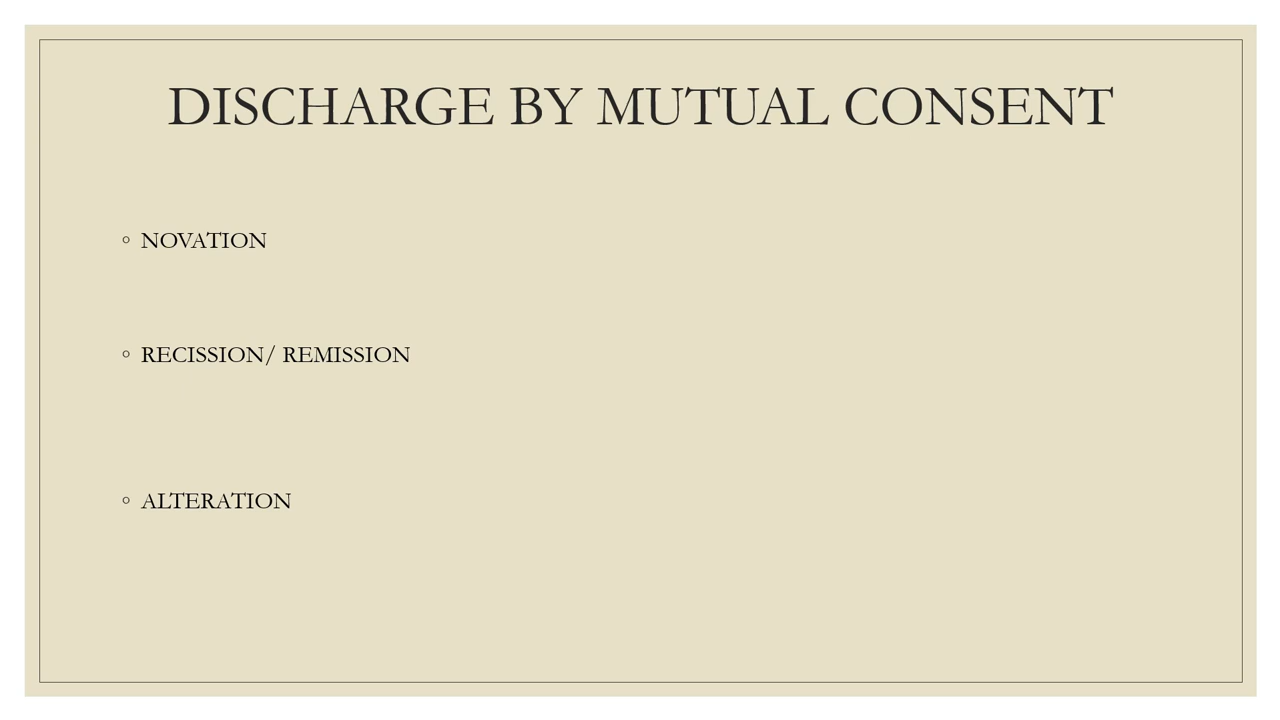 DISCHARGE BY MUTUAL CONSENT
◦ NOVATION
◦ RECISSION/ REMISSION
◦ ALTERATION